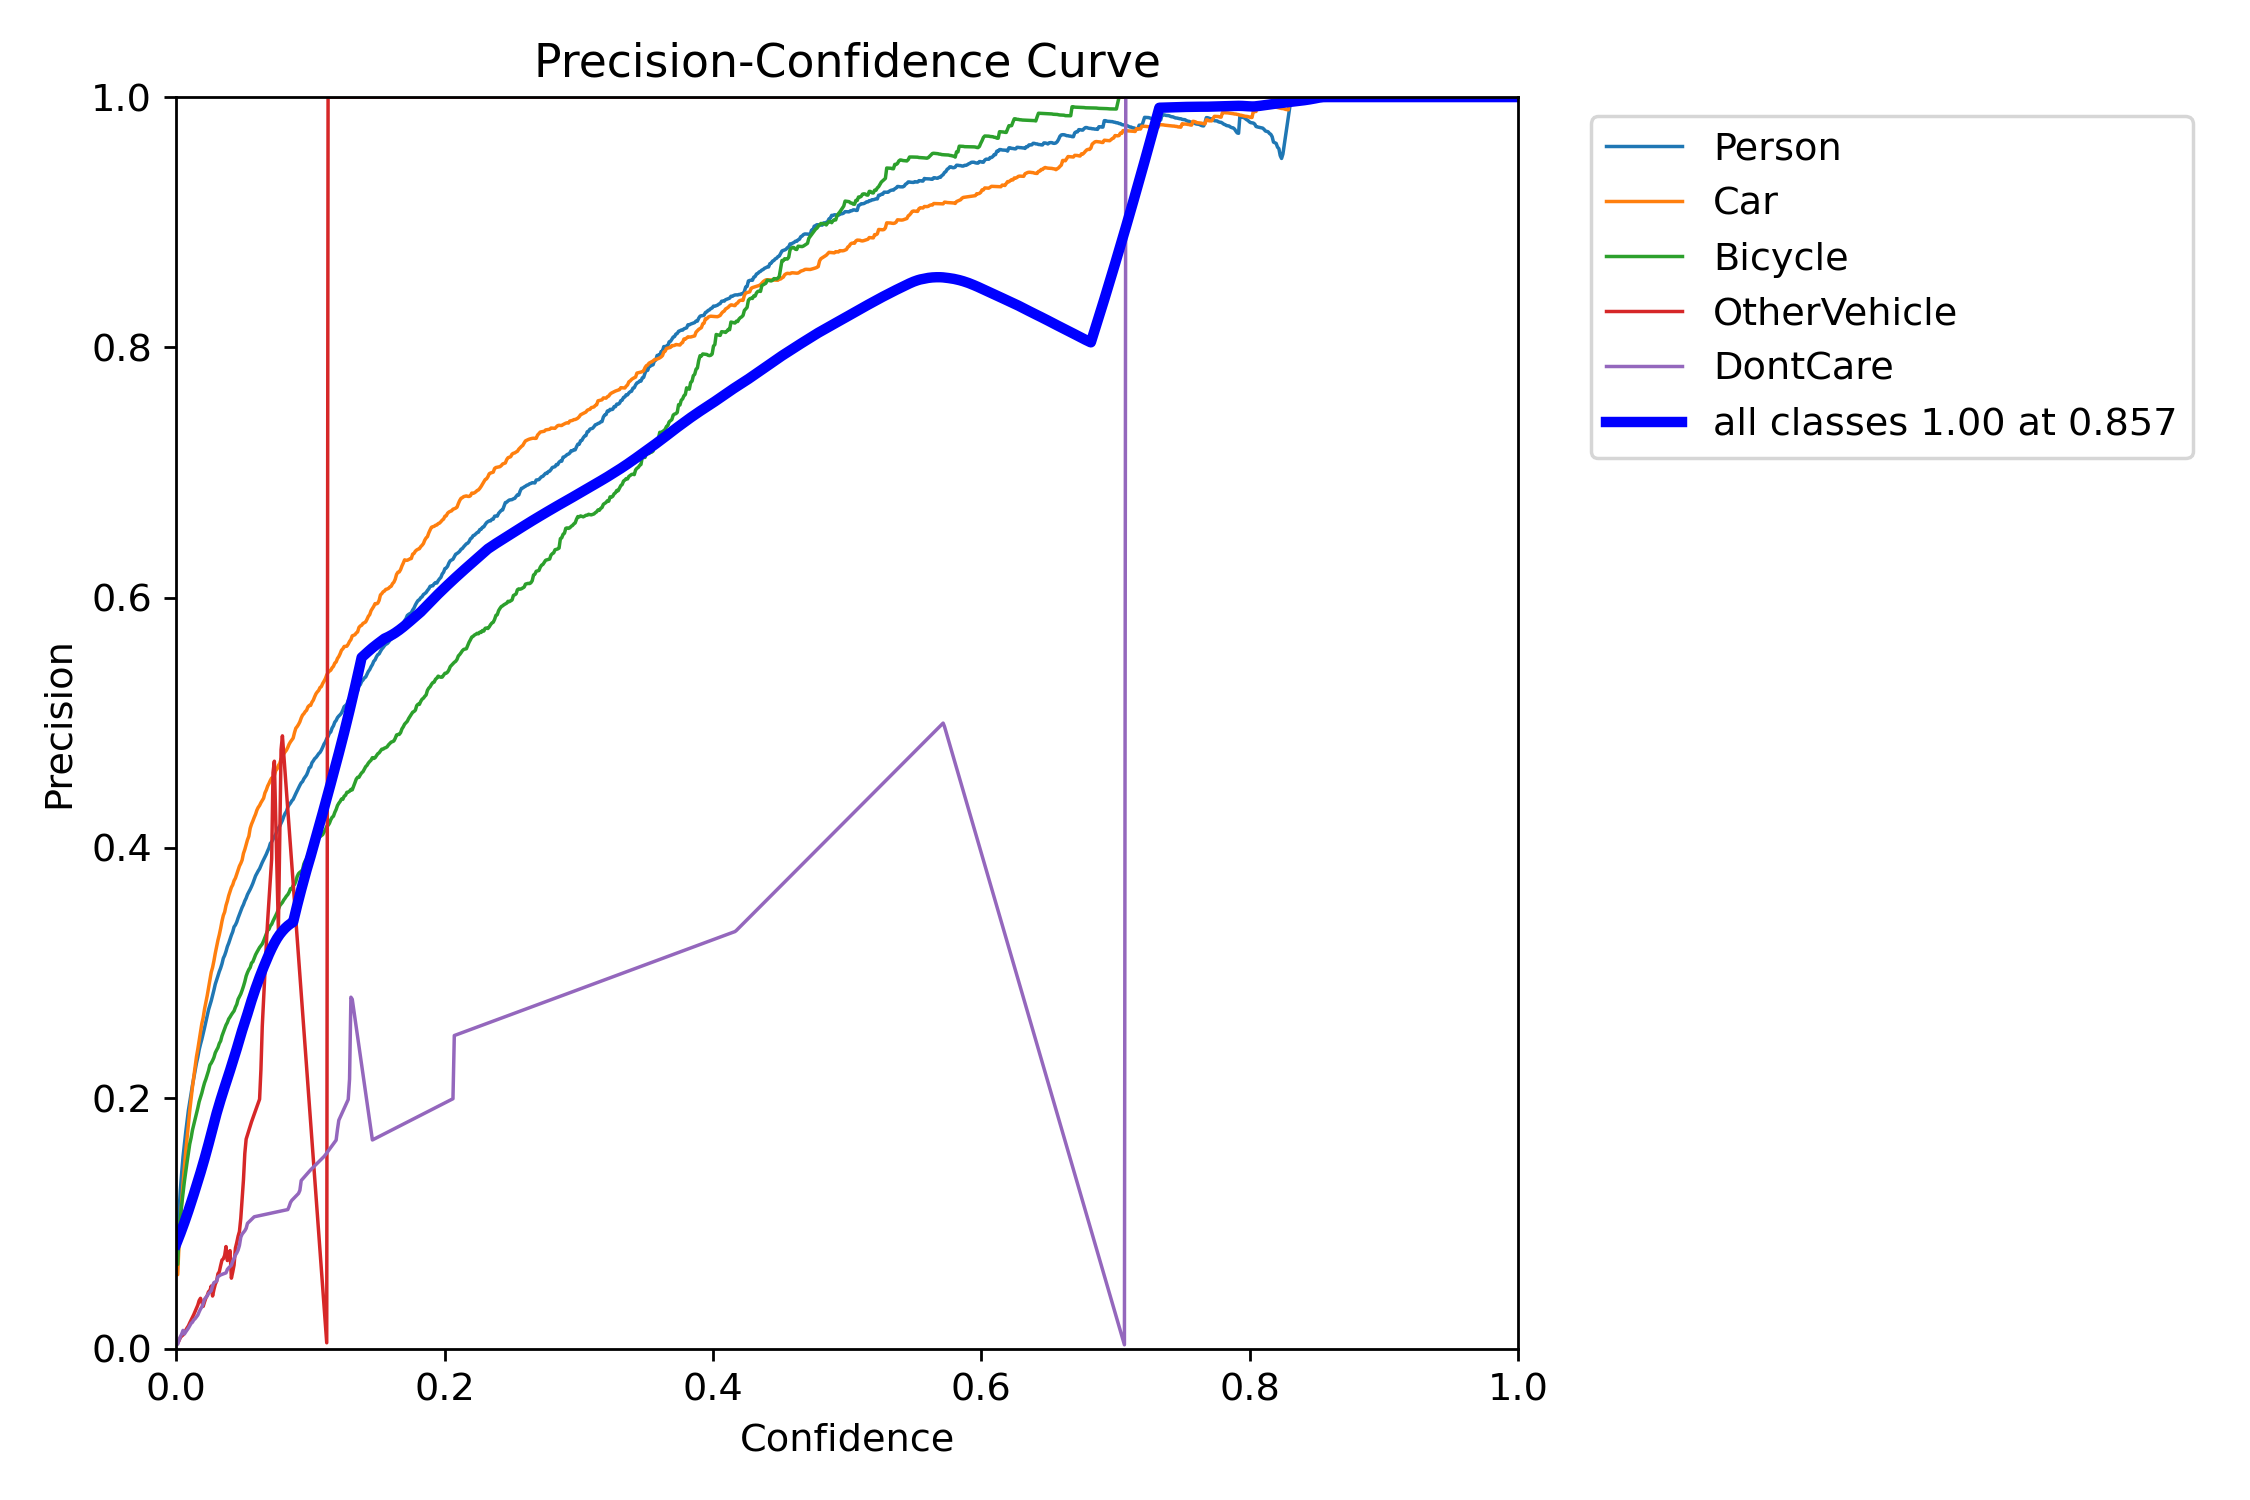 Precision-Confidence Curve
1.0
0.8
0.6
0.4
0.2
0.0
Precision
0.0 0.2 0.4 0.6 0.8 1.0
Confidence
Person
Car
Bicycle
OtherVehicle
DontCare
all classes 1.00 at 0.857